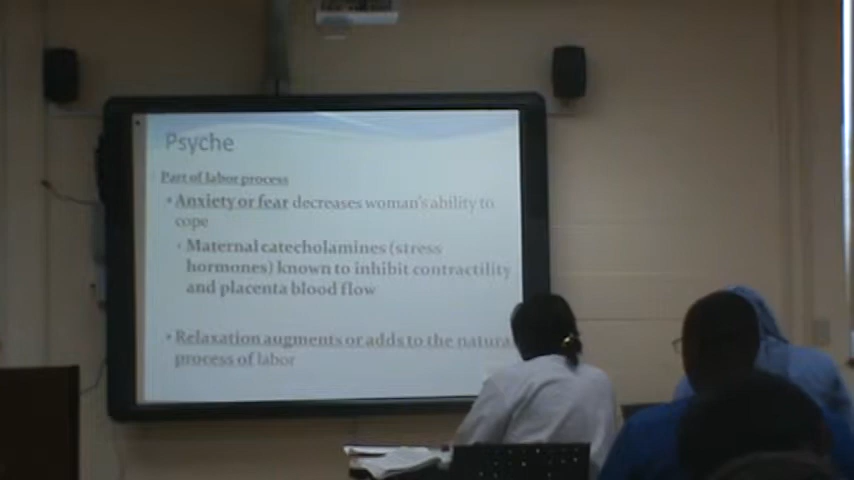 Psyche
Part of labor process
• Anxiety or fear decreases woman's ability to
cope
• Maternal catecholamines (stress
hormones) known to inhibit contractility
and placenta blood flow
• Relaxation augments or adds to the natura
process of labor